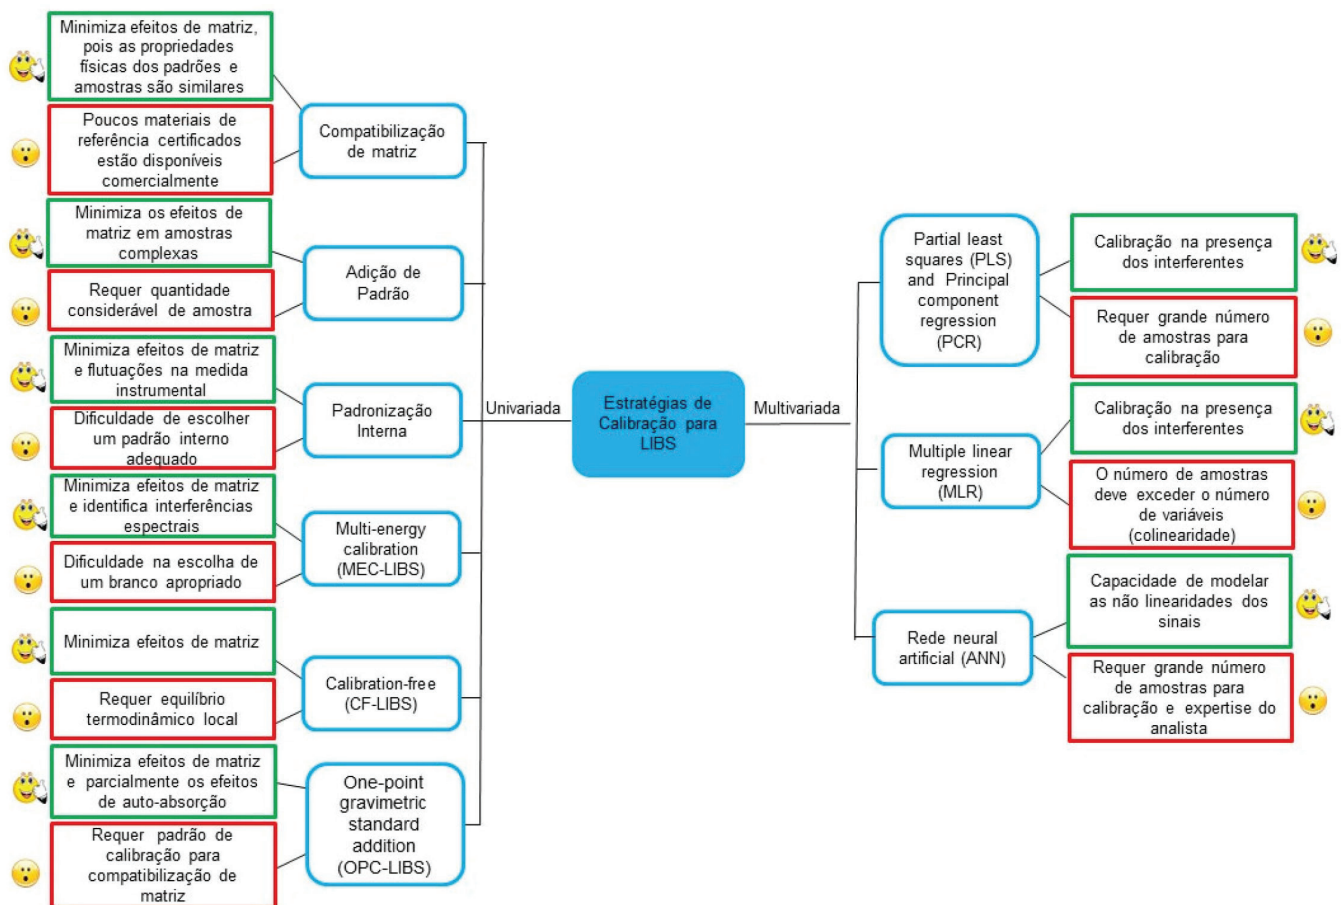 Minimiza efeitos de matriz,
pois as propriedades
físicas dos padrões e
amostras são similares
Poucos materiais de
referência certificados
estão disponíveis
comercialmente
Compatibilização
de matriz
Minimiza os efeitos de
matriz em amostras
complexas
Requer quantidade
considerável de amostra
Adição de
Padrão
Minimiza efeitos de matriz
e flutuações na medida
instrumental
Dificuldade de escolher
um padrão interno
adequado
Padronização
Interna
Minimiza efeitos de matriz
e identifica interferências
espectrais
Dificuldade na escolha de
um branco apropriado
Multi-energy
calibration
(MEC-LIBS)
Minimiza efeitos de matriz
Requer equilíbrio
termodinâmico local
Calibration-free
(CF-LIBS)
Minimiza efeitos de matriz
e parcialmente os efeitos
de auto-absorção
Requer padrão de
calibração para
compatibilização de
matriz
One-point
gravimetric
standard
addition
(OPC-LIBS)
Univariada
Estratégias de
Calibração para
LIBS
Multivariada
Partial least
squares (PLS)
and Principal
component
regression
(PCR)
Calibração na presença
dos interferentes
Requer grande número
de amostras para
calibração
Multiple linear
regression
(MLR)
Calibração na presença
dos interferentes
O número de amostras
deve exceder o número
de variáveis
(colinearidade)
Rede neural
artificial (ANN)
Capacidade de modelar
as não linearidades dos
sinais
Requer grande número
de amostras para
calibração e expertise do
analista